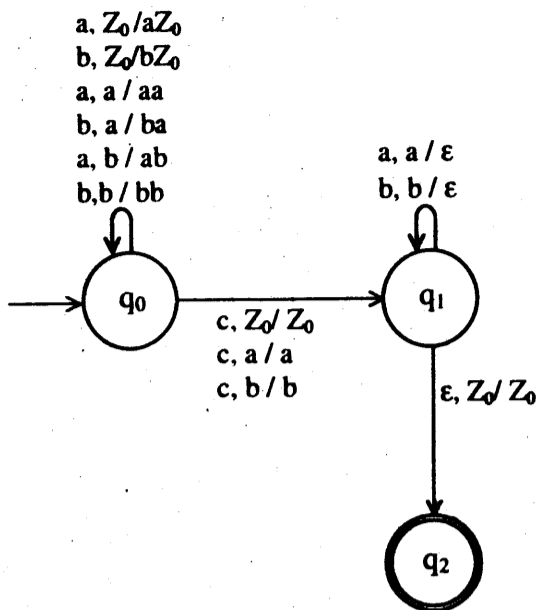 a, Z₀/aZ₀
b, Z₀/bZ₀
a, a / aa
b, a / ba
a, b / ab
b,b / bb
a, a / ε
b, b / ε
q₀
q₁
c, Z₀/ Z₀
c, a / a
c, b / b
ε, Z₀/ Z₀
q₂